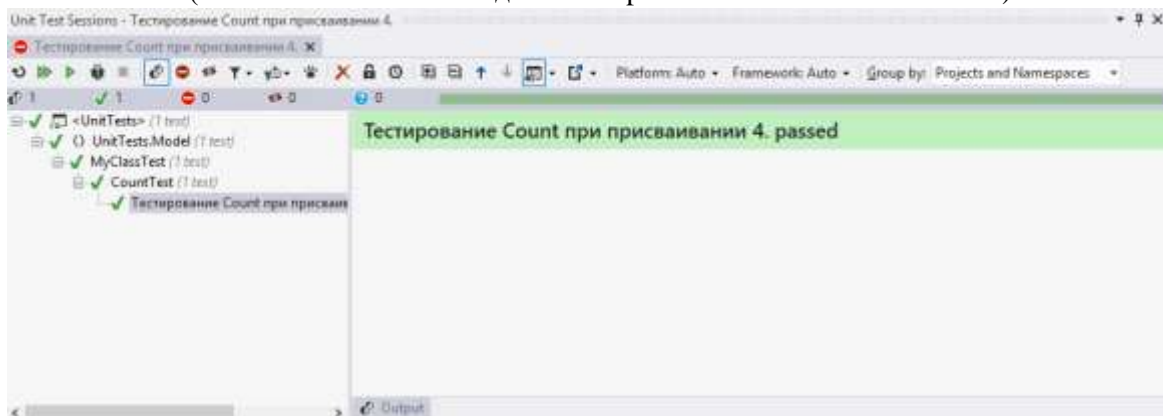 Unit Test Sessions - Тестирование Count при присваивании 4.
Тестирование Count при присваивании 4.
Platform: Auto Framework: Auto Group by: Projects and Namespaces
1 1 0 0 0
<UnitTests> (1 test)
UnitTests.Model (1 test)
MyClassTest (1 test)
CountTest (1 test)
Тестирование Count при присваив
Тестирование Count при присваивании 4. passed
Output